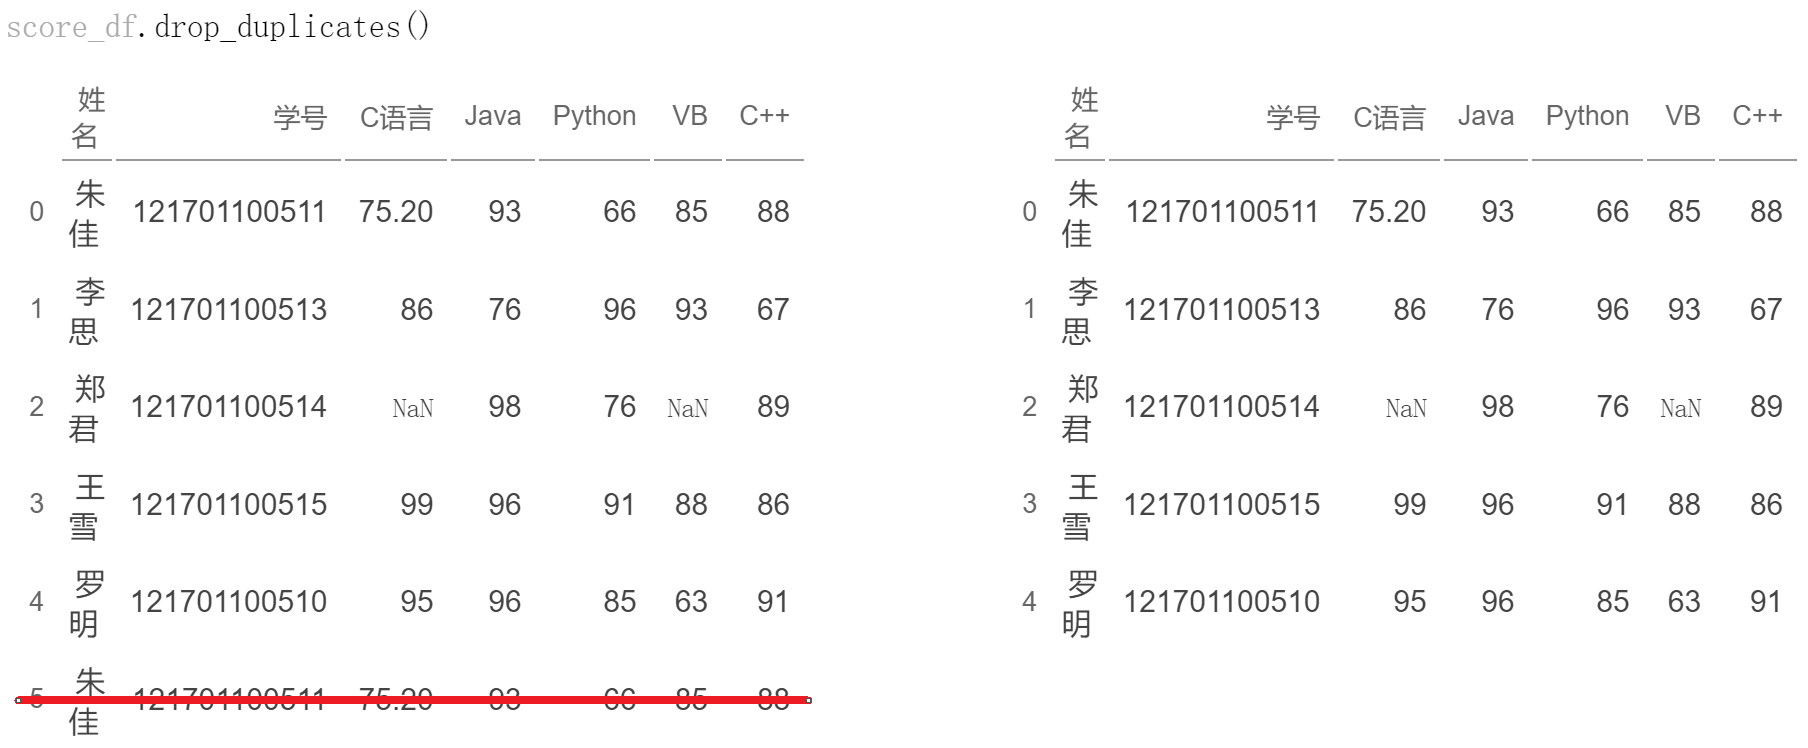 score_df.drop_duplicates()
姓名 学号 C语言 Java Python VB C++
0 朱佳 121701100511 75.20 93 66 85 88
1 李思 121701100513 86 76 96 93 67
2 郑君 121701100514 NaN 98 76 NaN 89
3 王雪 121701100515 99 96 91 88 86
4 罗明 121701100510 95 96 85 63 91
5 朱佳 121701100511 75.20 93 66 85 88
姓名 学号 C语言 Java Python VB C++
0 朱佳 121701100511 75.20 93 66 85 88
1 李思 121701100513 86 76 96 93 67
2 郑君 121701100514 NaN 98 76 NaN 89
3 王雪 121701100515 99 96 91 88 86
4 罗明 121701100510 95 96 85 63 91